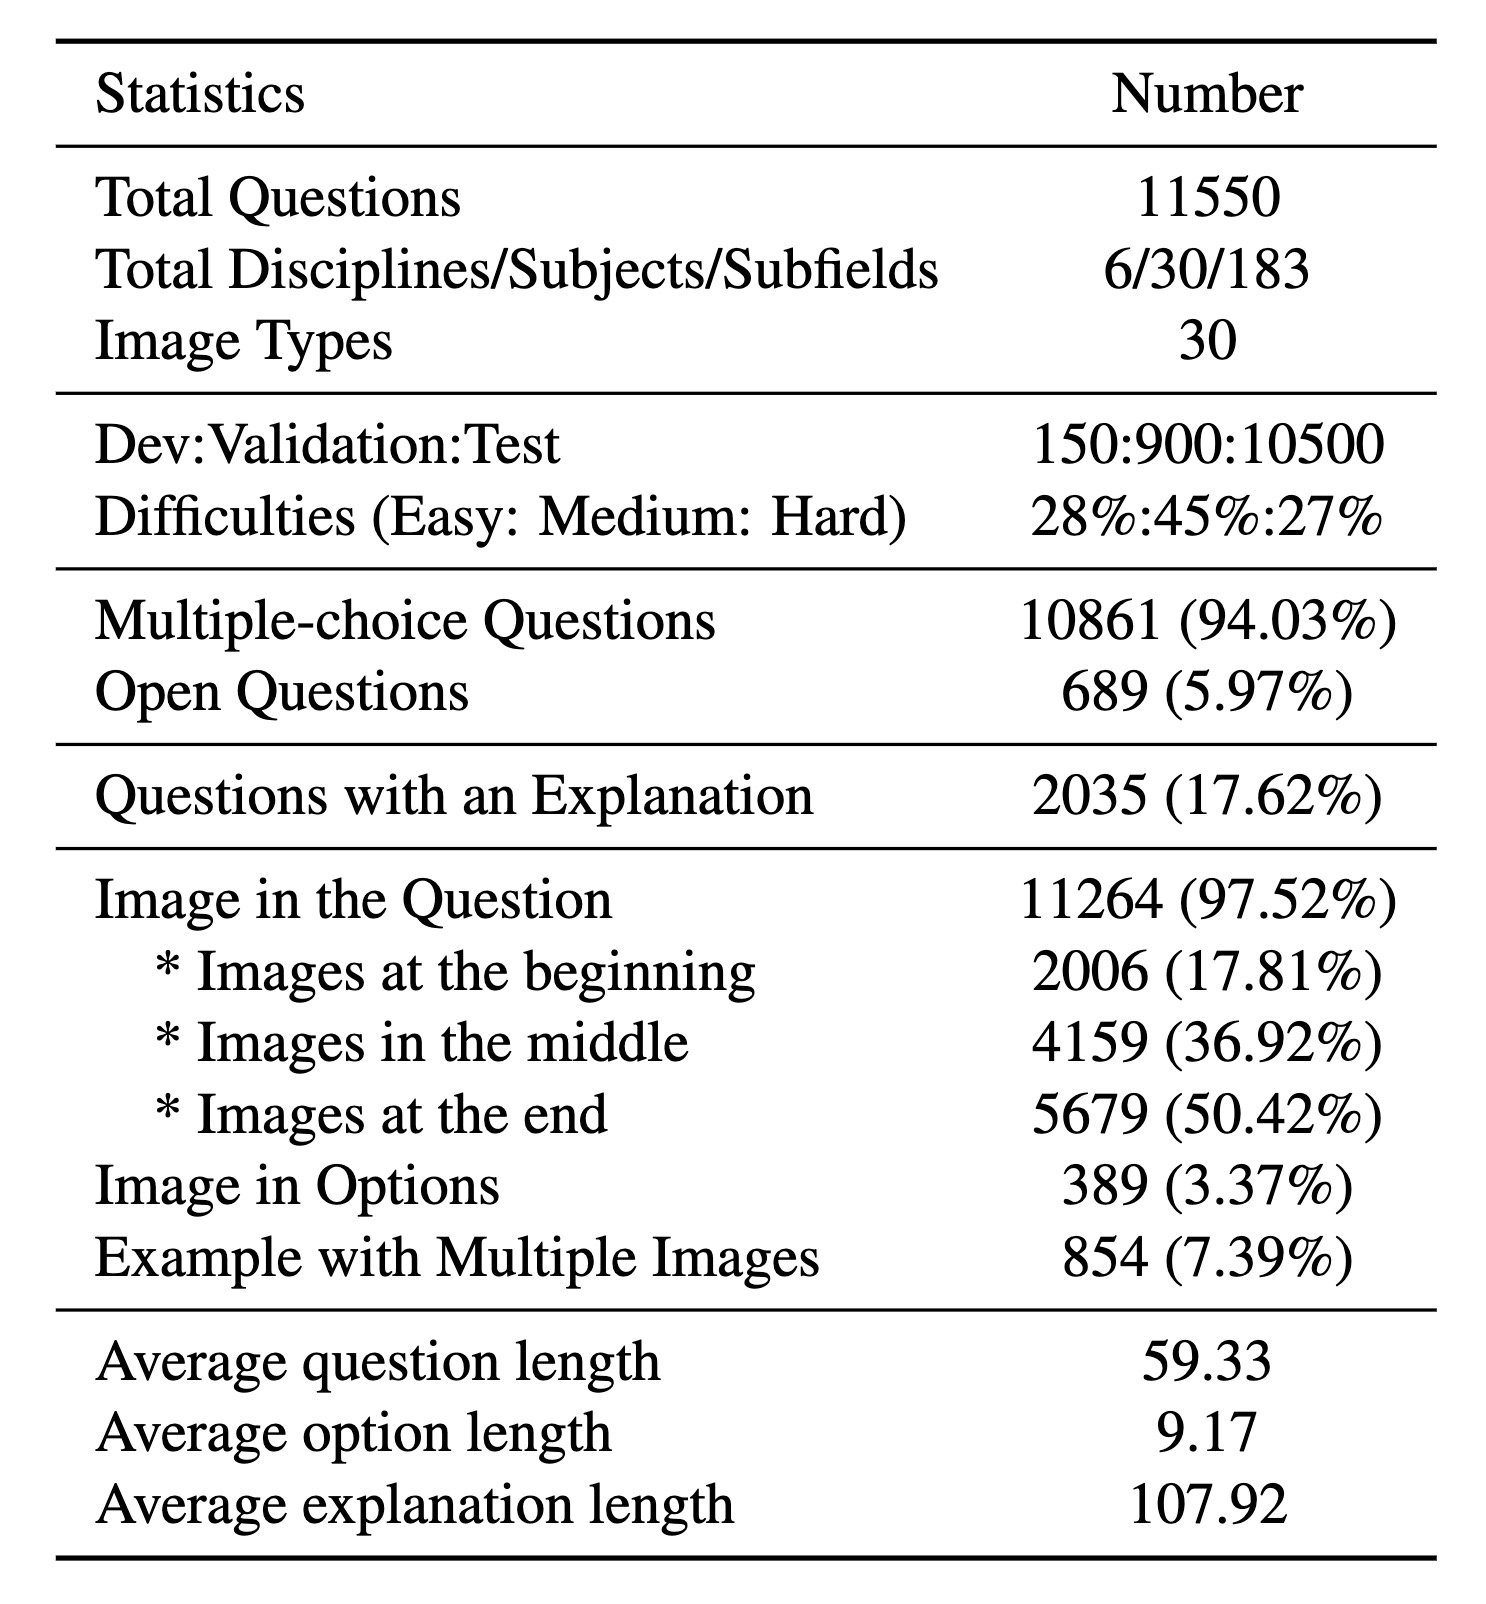 Statistics Number
Total Questions 11550
Total Disciplines/Subjects/Subfields 6/30/183
Image Types 30
Dev:Validation:Test 150:900:10500
Difficulties (Easy: Medium: Hard) 28%:45%:27%
Multiple-choice Questions 10861 (94.03%)
Open Questions 689 (5.97%)
Questions with an Explanation 2035 (17.62%)
Image in the Question 11264 (97.52%)
* Images at the beginning 2006 (17.81%)
* Images in the middle 4159 (36.92%)
* Images at the end 5679 (50.42%)
Image in Options 389 (3.37%)
Example with Multiple Images 854 (7.39%)
Average question length 59.33
Average option length 9.17
Average explanation length 107.92